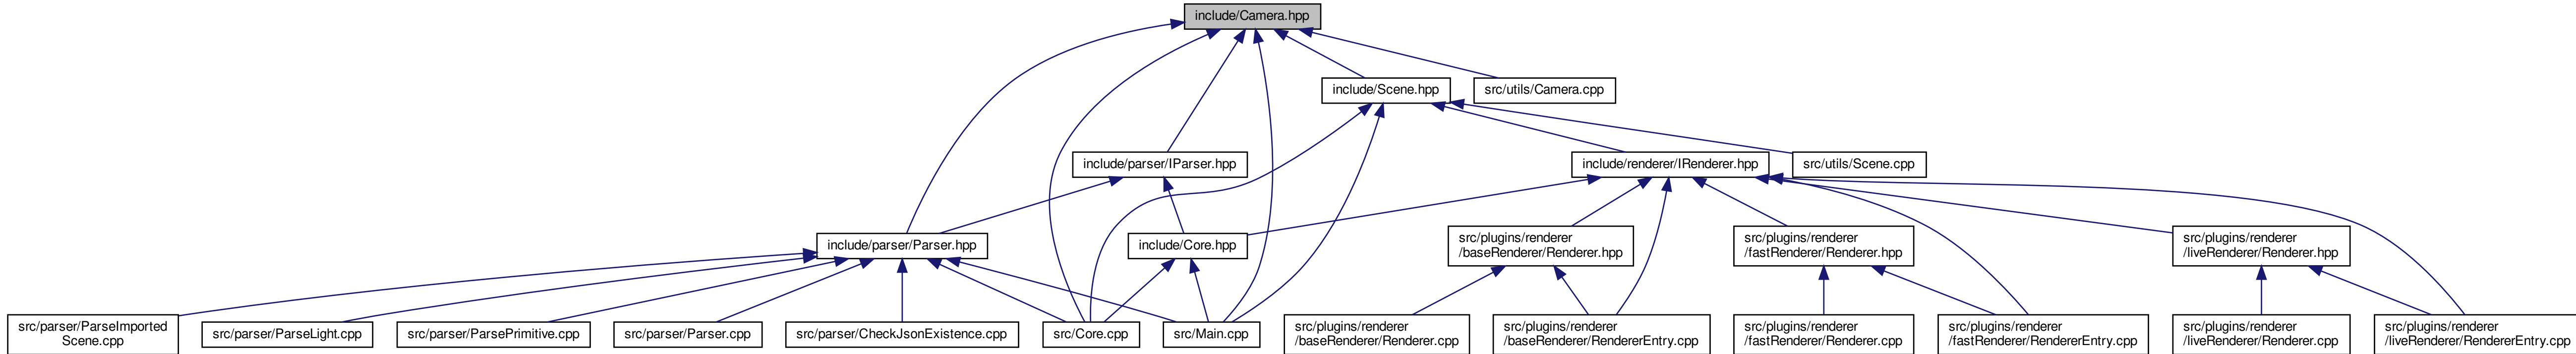 include/Camera.hpp
include/Scene.hpp
src/utils/Camera.cpp
include/parser/IParser.hpp
include/renderer/IRenderer.hpp
src/utils/Scene.cpp
include/parser/Parser.hpp
include/Core.hpp
src/plugins/renderer
/baseRenderer/Renderer.hpp
src/plugins/renderer
/fastRenderer/Renderer.hpp
src/plugins/renderer
/liveRenderer/Renderer.hpp
src/parser/ParseImported
Scene.cpp
src/parser/ParseLight.cpp
src/parser/ParsePrimitive.cpp
src/parser/Parser.cpp
src/parser/CheckJsonExistence.cpp
src/Core.cpp
src/Main.cpp
src/plugins/renderer
/baseRenderer/Renderer.cpp
src/plugins/renderer
/baseRenderer/RendererEntry.cpp
src/plugins/renderer
/fastRenderer/Renderer.cpp
src/plugins/renderer
/fastRenderer/RendererEntry.cpp
src/plugins/renderer
/liveRenderer/Renderer.cpp
src/plugins/renderer
/liveRenderer/RendererEntry.cpp